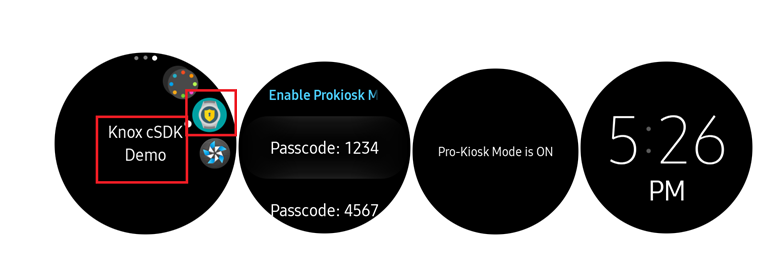 Knox cSDK
Demo
Enable Prokiosk M
Passcode: 1234
Passcode: 4567
Pro-Kiosk Mode is ON
5:26
PM